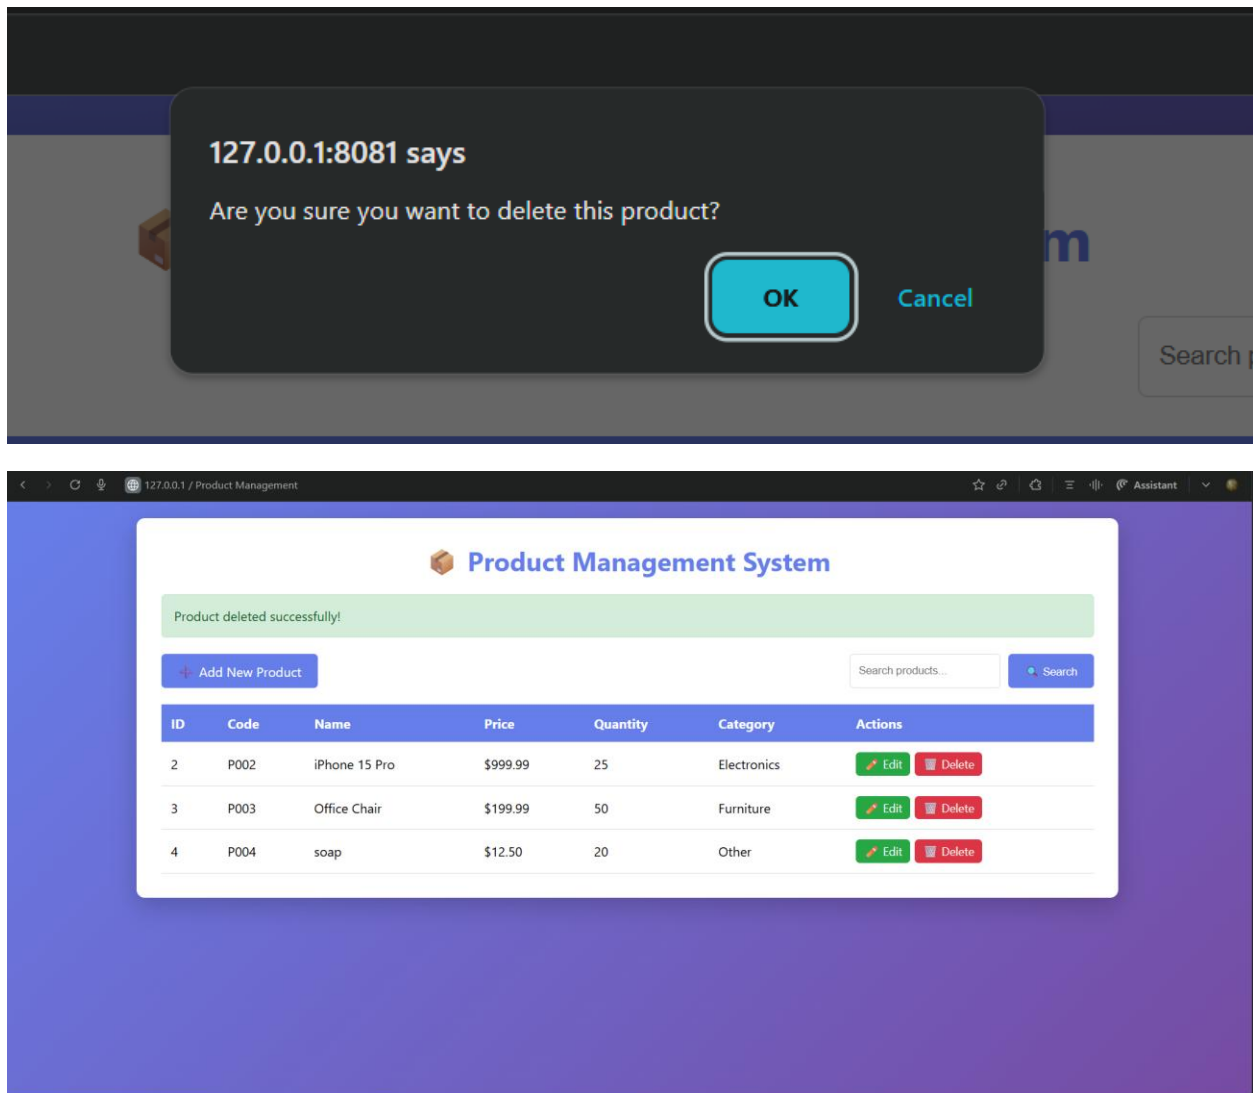 127.0.0.1:8081 says
Are you sure you want to delete this product?
m
OK Cancel
Search
127.0.0.1 / Product Management Assistant
Product Management System
Product deleted successfully!
Add New Product Search products... Search
ID Code Name Price Quantity Category Actions
2 P002 iPhone 15 Pro $999.99 25 Electronics Edit Delete
3 P003 Office Chair $199.99 50 Furniture Edit Delete
4 P004 soap $12.50 20 Other Edit Delete